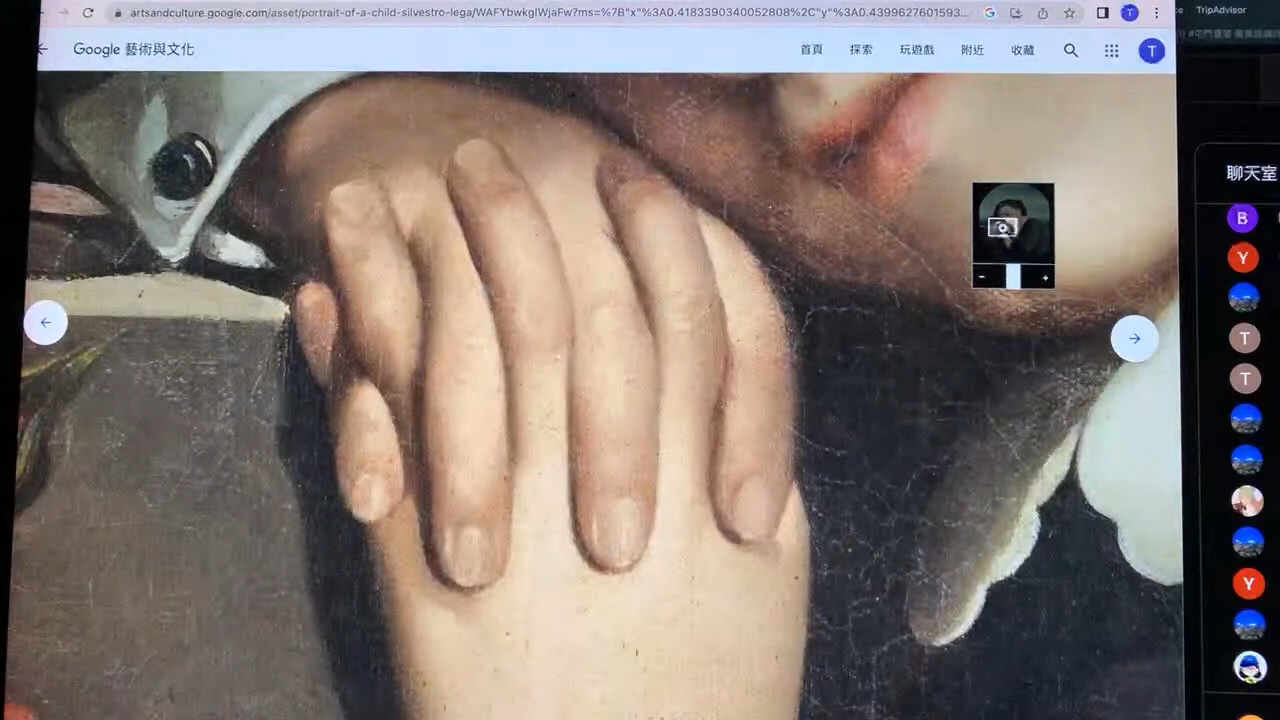 artsandculture.google.com/asset/portrait-of-a-child-silvestro-lega/WAFYbwkglWjaFw?ms=%7B"x"%3A0.4183390340052808%2C"y"%3A0.4399627601593...
T
TripAdvisor
Google 藝術與文化
首頁
探索
玩遊戲
附近
收藏
T
聊天室
B
Y
T
T
Y